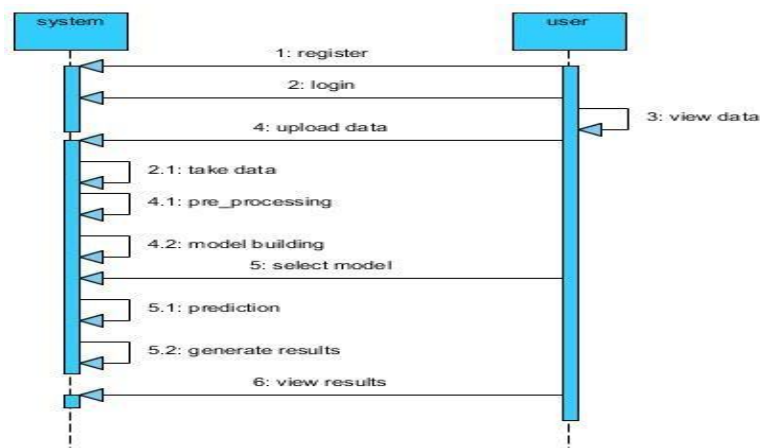 system
user
1: register
2: login
3: view data
4: upload data
2.1: take data
4.1: pre_processing
4.2: model building
5: select model
5.1: prediction
5.2: generate results
6: view results